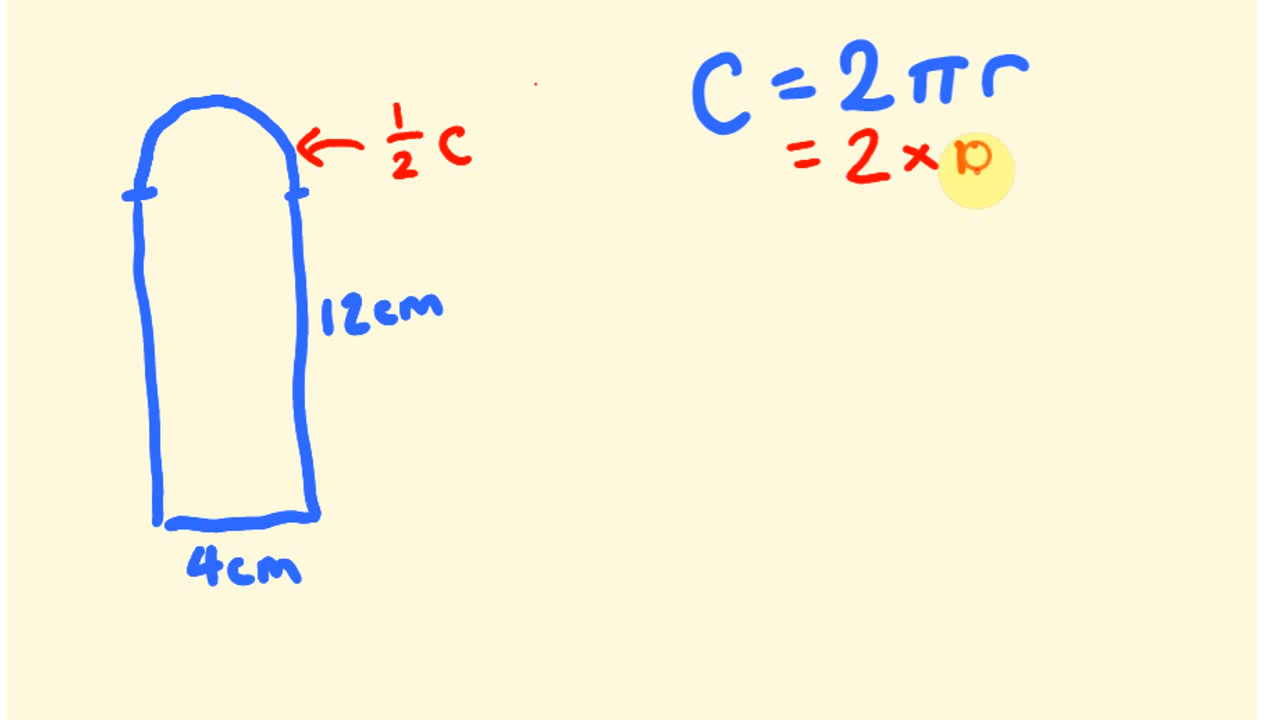 C = 2πr
= 2 ×
← 1/2 C
12cm
4cm